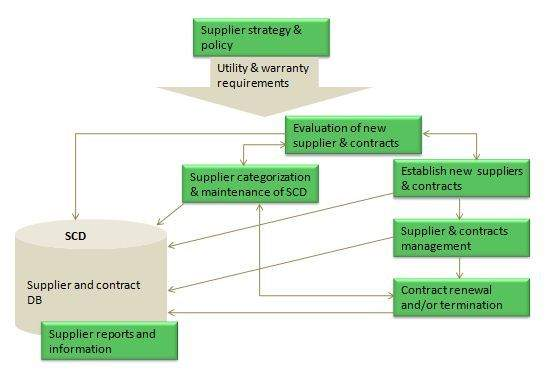 Supplier strategy &
policy
Utility & warranty
requirements
Evaluation of new
supplier & contracts
Supplier categorization
& maintenance of SCD
Establish new suppliers
& contracts
SCD
Supplier & contracts
management
Supplier and contract
DB
Contract renewal
and/or termination
Supplier reports and
information